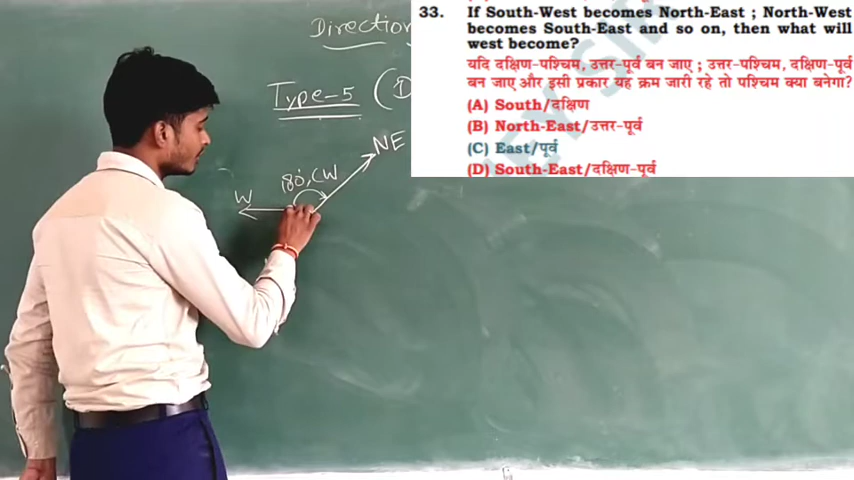 Direction
Type-5 (D
NE
180°, CW
W
33. If South-West becomes North-East ; North-West
becomes South-East and so on, then what will
west become?
यदि दक्षिण-पश्चिम, उत्तर-पूर्व बन जाए ; उत्तर-पश्चिम, दक्षिण-पूर्व
बन जाए और इसी प्रकार यह क्रम जारी रहे तो पश्चिम क्या बनेगा?
(A) South/दक्षिण
(B) North-East/उत्तर-पूर्व
(C) East/पूर्व
(D) South-East/दक्षिण-पूर्व